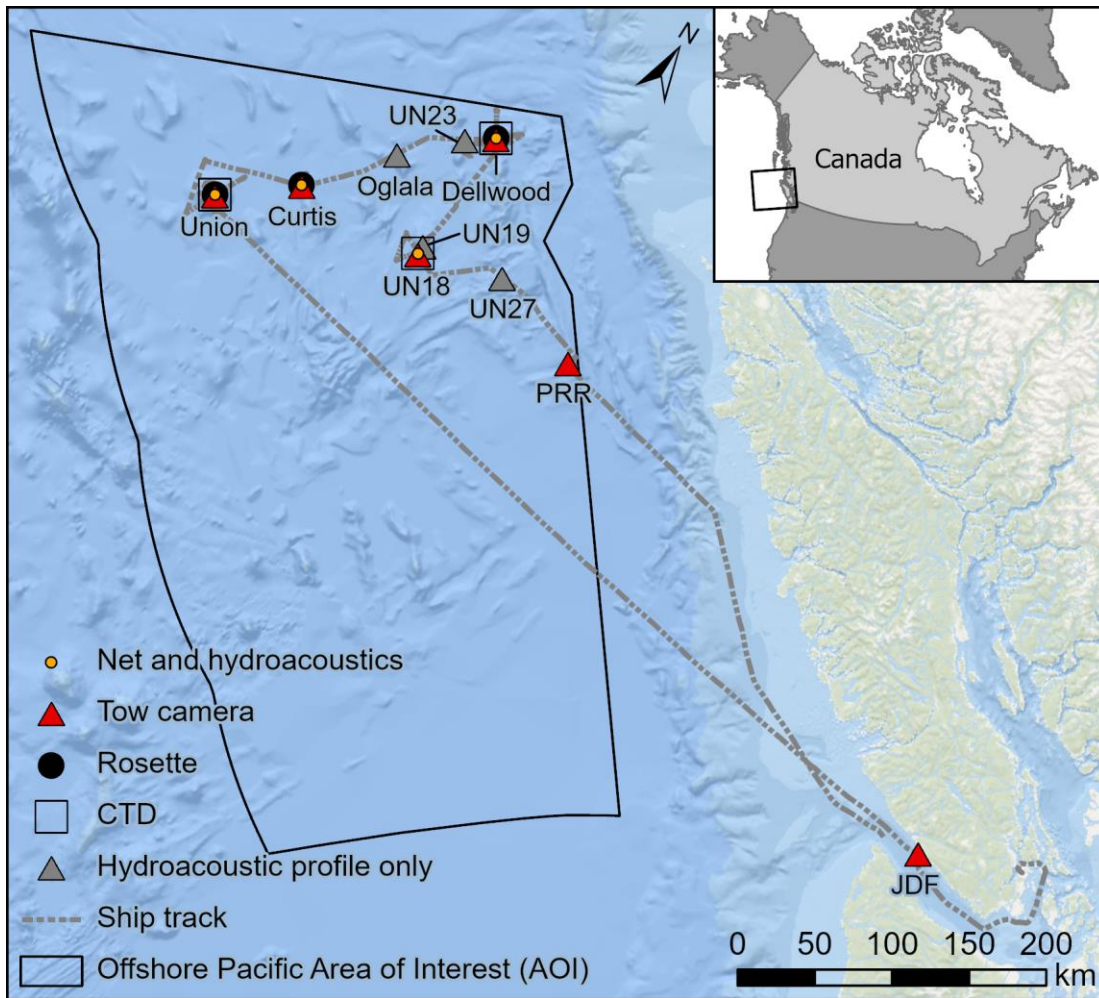 N
Canada
UN23
Oglala
Dellwood
Union
Curtis
UN19
UN18
UN27
PRR
JDF
Net and hydroacoustics
Tow camera
Rosette
CTD
Hydroacoustic profile only
Ship track
Offshore Pacific Area of Interest (AOI)
0 50 100 150 200
km